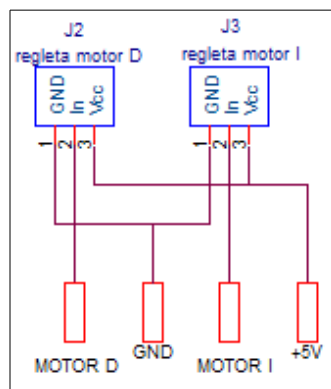 J2
regleta motor D
J3
regleta motor I
GND
In
Vcc
GND
In
Vcc
1
2
3
1
2
3
MOTOR D
GND
MOTOR I
+5V